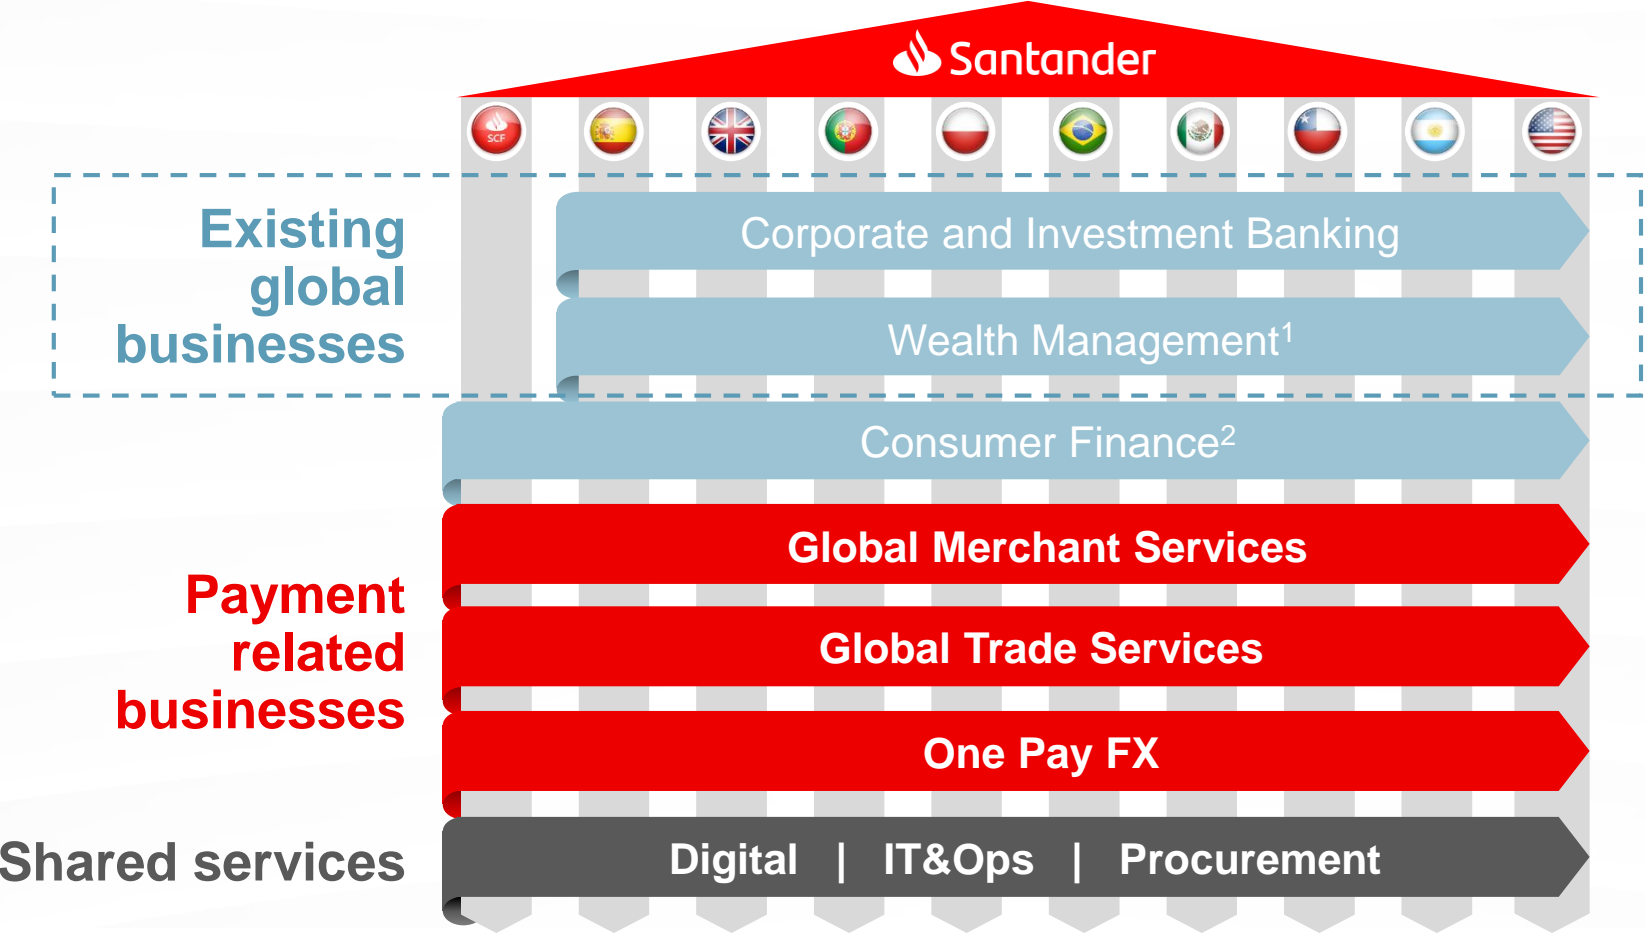 Santander
SCF
Existing
global
businesses
Corporate and Investment Banking
Wealth Management¹
Consumer Finance²
Payment
related
businesses
Global Merchant Services
Global Trade Services
One Pay FX
Shared services
Digital | IT&Ops | Procurement